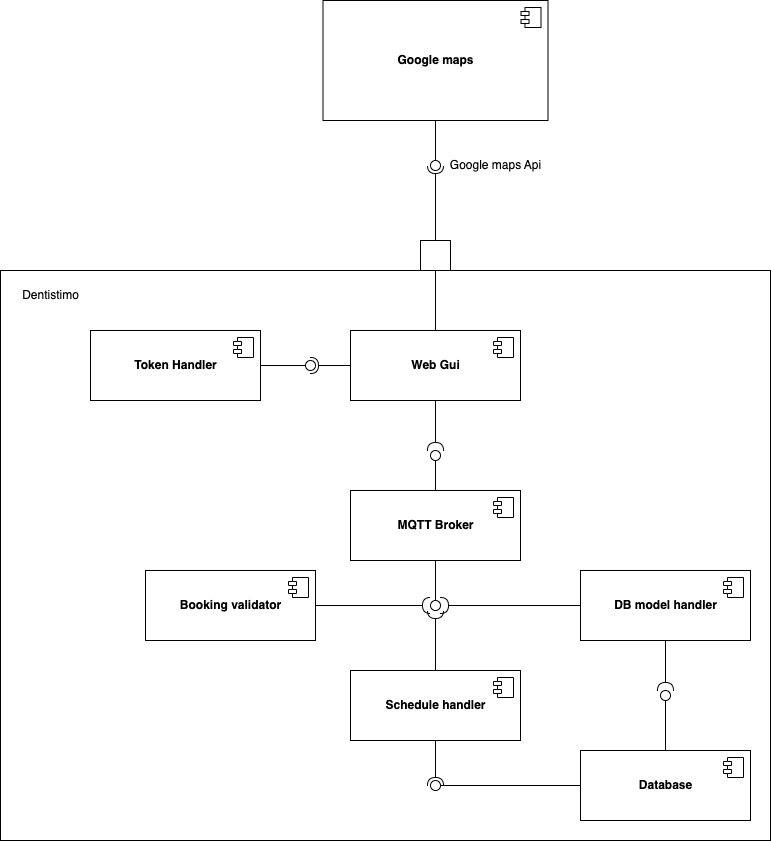 Google maps
Google maps Api
Dentistimo
Token Handler
Web Gui
MQTT Broker
Booking validator
DB model handler
Schedule handler
Database